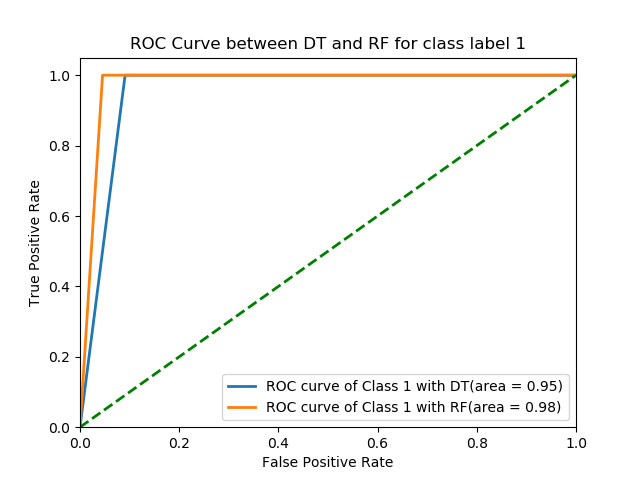 ROC Curve between DT and RF for class label 1
1.0
0.8
0.6
0.4
0.2
0.0
True Positive Rate
ROC curve of Class 1 with DT(area = 0.95)
ROC curve of Class 1 with RF(area = 0.98)
0.0 0.2 0.4 0.6 0.8 1.0
False Positive Rate